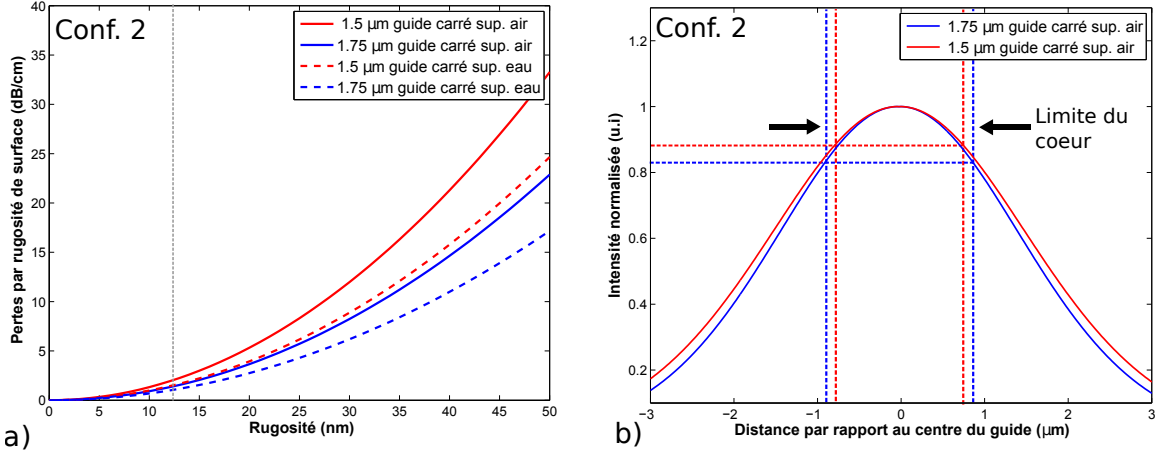 Conf. 2
1.5 µm guide carré sup. air
1.75 µm guide carré sup. air
1.5 µm guide carré sup. eau
1.75 µm guide carré sup. eau
Pertes par rugosité de surface (dB/cm)
40
35
30
25
20
15
10
5
0
0 5 10 15 20 25 30 35 40 45 50
Rugosité (nm)
a)
Conf. 2
1.75 µm guide carré sup. air
1.5 µm guide carré sup. air
Limite du
coeur
Intensité normalisée (u.i)
1.2
1
0.8
0.6
0.4
0.2
−3 −2 −1 0 1 2 3
Distance par rapport au centre du guide (µm)
b)